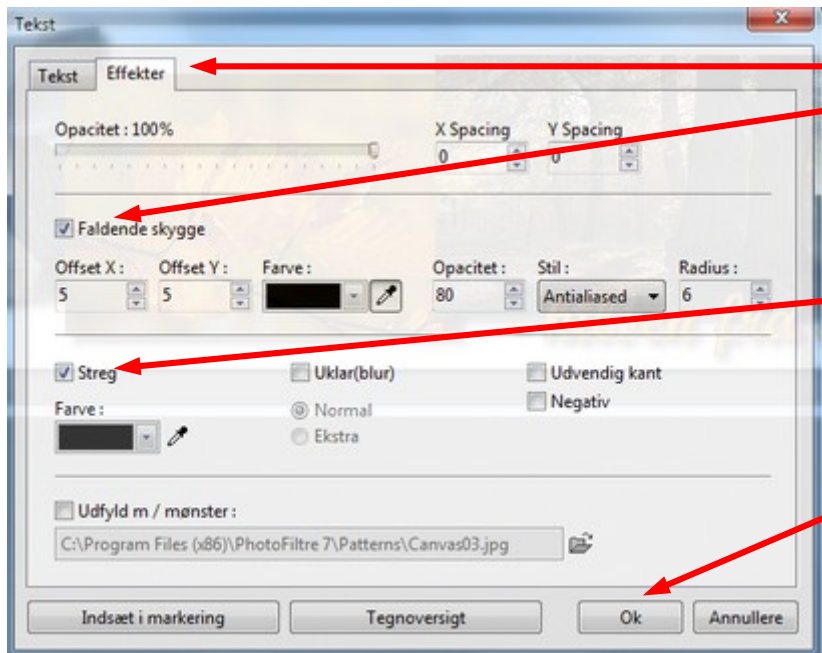 Tekst
Tekst Effekter
Opacitet : 100% X Spacing Y Spacing
0 0
Faldende skygge
Offset X : Offset Y : Farve : Opacitet : Stil : Radius :
5 5 80 Antialiased 6
Streg Uklar(blur) Udvendig kant
Farve : Normal Negativ
Ekstra
Udfyld m / mønster :
C:\Program Files (x86)\PhotoFiltre 7\Patterns\Canvas03.jpg
Indsæt i markering Tegnoversigt Ok Annullere